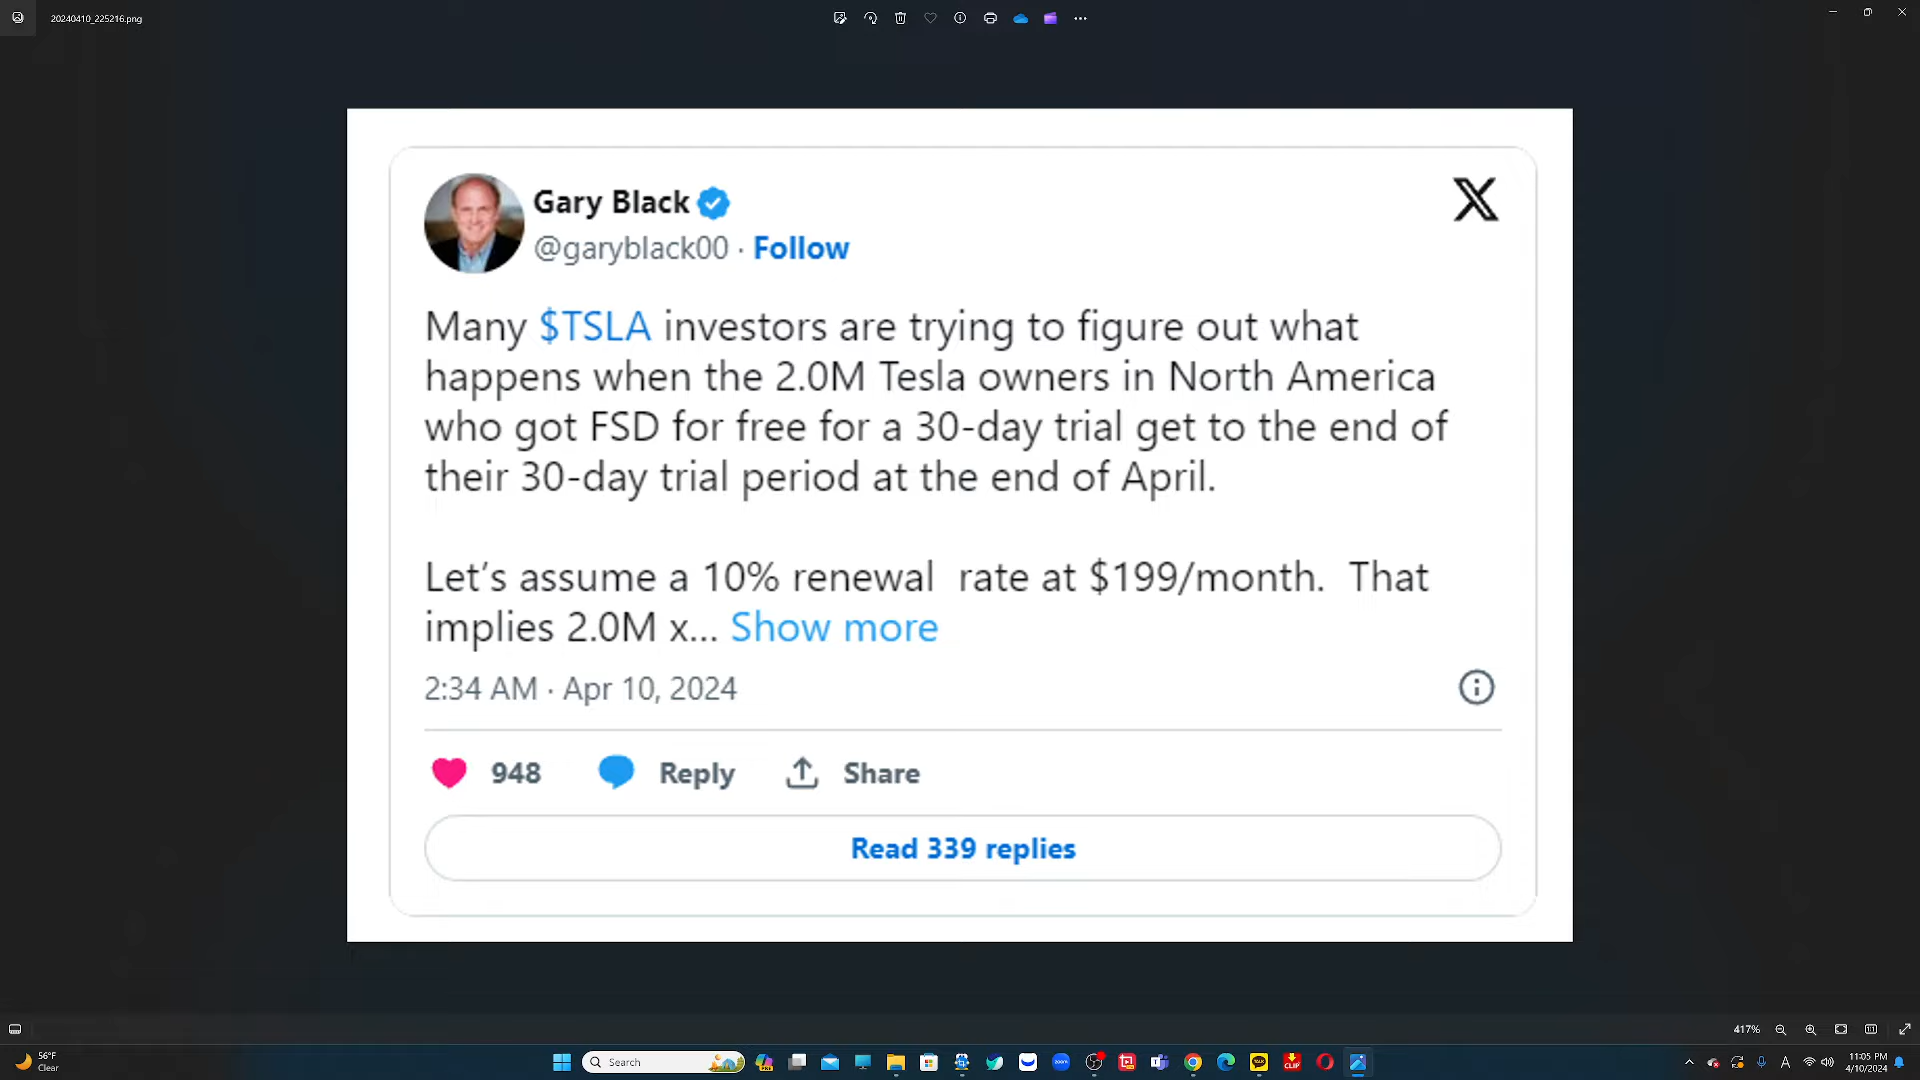 20240410_225216.png
Gary Black
@garyblack00 · Follow
Many $TSLA investors are trying to figure out what
happens when the 2.0M Tesla owners in North America
who got FSD for free for a 30-day trial get to the end of
their 30-day trial period at the end of April.
Let's assume a 10% renewal  rate at $199/month.  That
implies 2.0M x... Show more
2:34 AM · Apr 10, 2024
948 Reply Share
Read 339 replies
417%
56°F
Clear
Search
zoom
TALK
CLIP
A
11:05 PM
4/10/2024